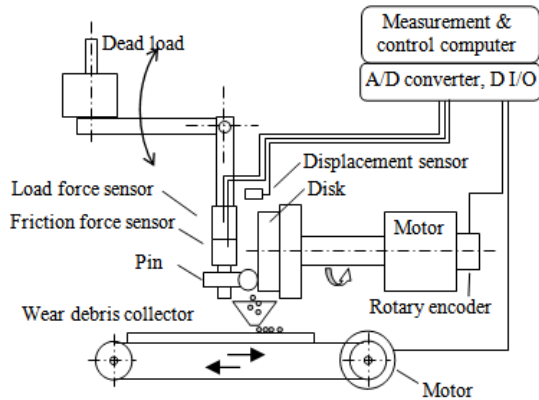 Dead load
Measurement &
control computer
A/D converter, D I/O
Displacement sensor
Disk
Load force sensor
Friction force sensor
Motor
Pin
Rotary encoder
Wear debris collector
Motor